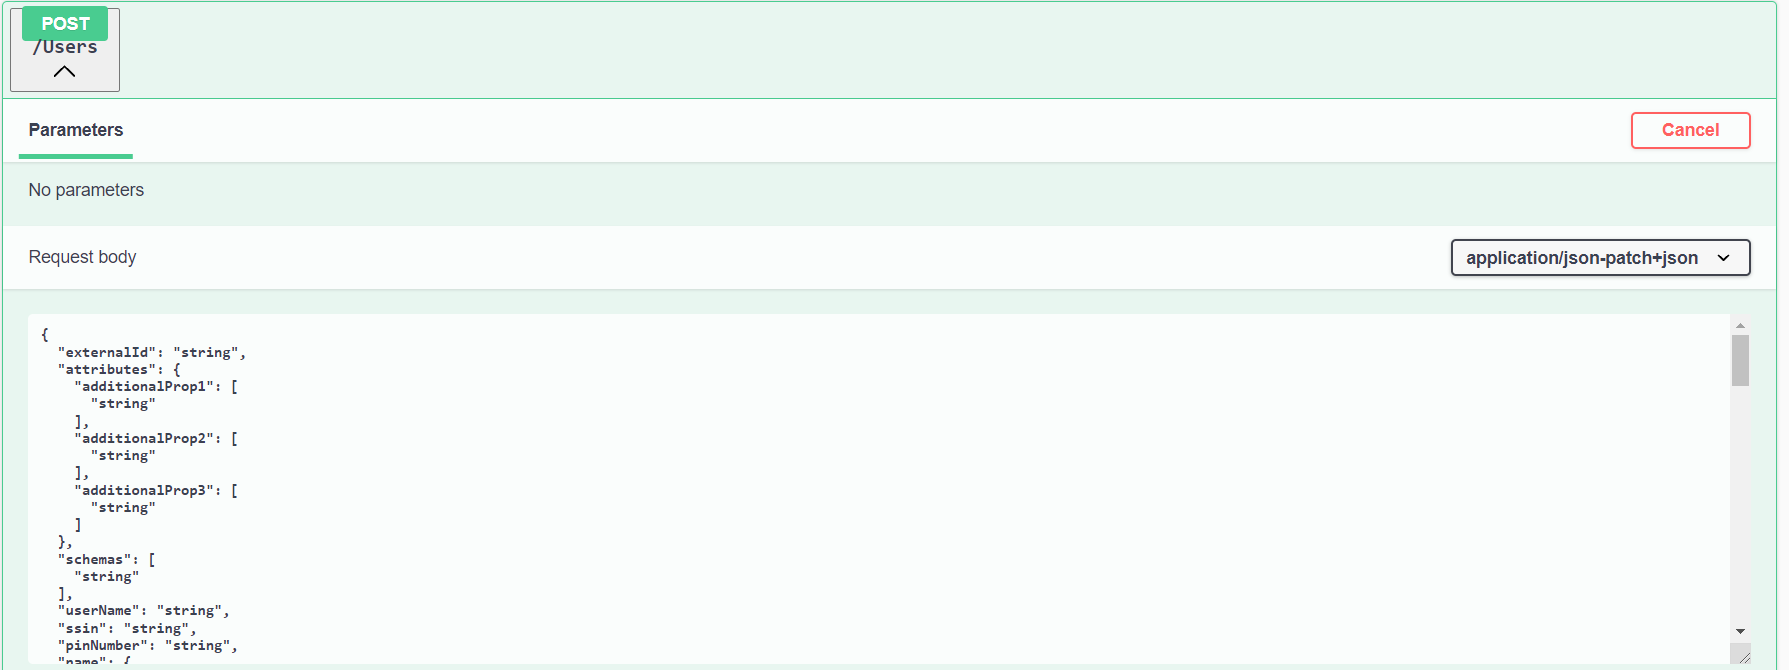 POST
/Users
Parameters
Cancel
No parameters
Request body
application/json-patch+json
{
  "externalId": "string",
  "attributes": {
    "additionalProp1": [
      "string"
    ],
    "additionalProp2": [
      "string"
    ],
    "additionalProp3": [
      "string"
    ]
  },
  "schemas": [
    "string"
  ],
  "userName": "string",
  "ssin": "string",
  "pinNumber": "string",
  "name": {